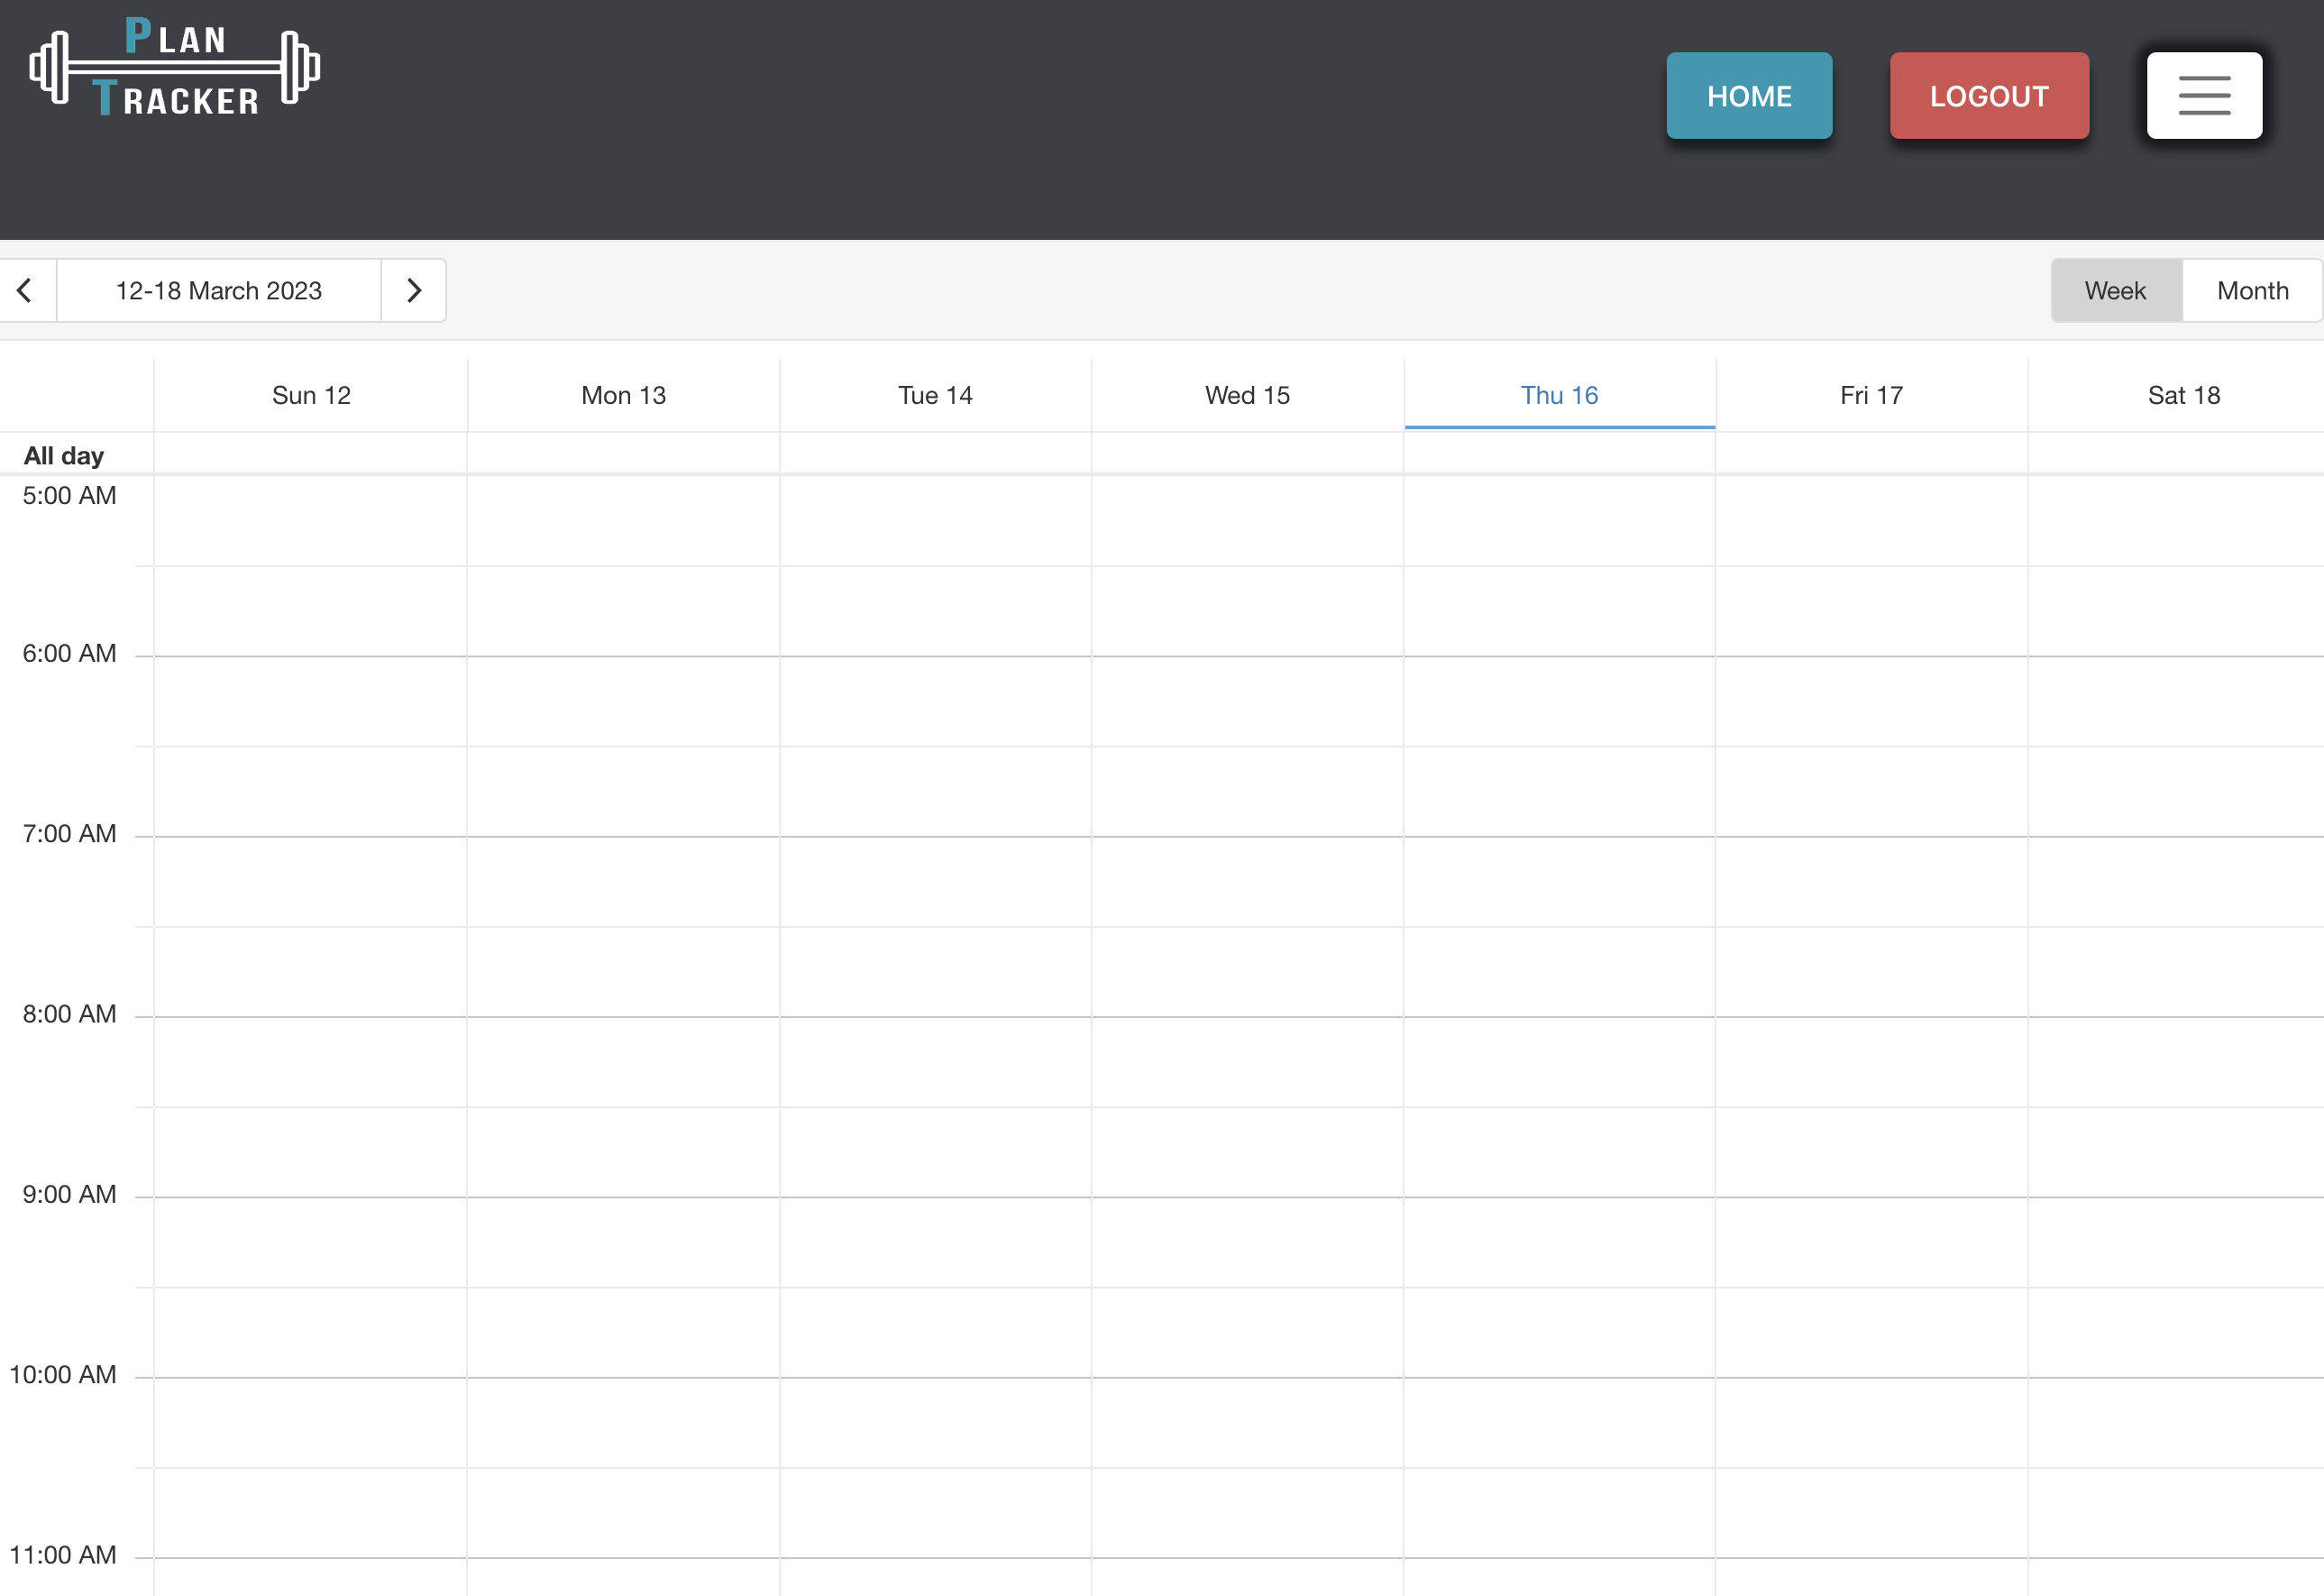 PLAN
TRACKER
HOME
LOGOUT
12-18 March 2023
Week
Month
Sun 12
Mon 13
Tue 14
Wed 15
Thu 16
Fri 17
Sat 18
All day
5:00 AM
6:00 AM
7:00 AM
8:00 AM
9:00 AM
10:00 AM
11:00 AM